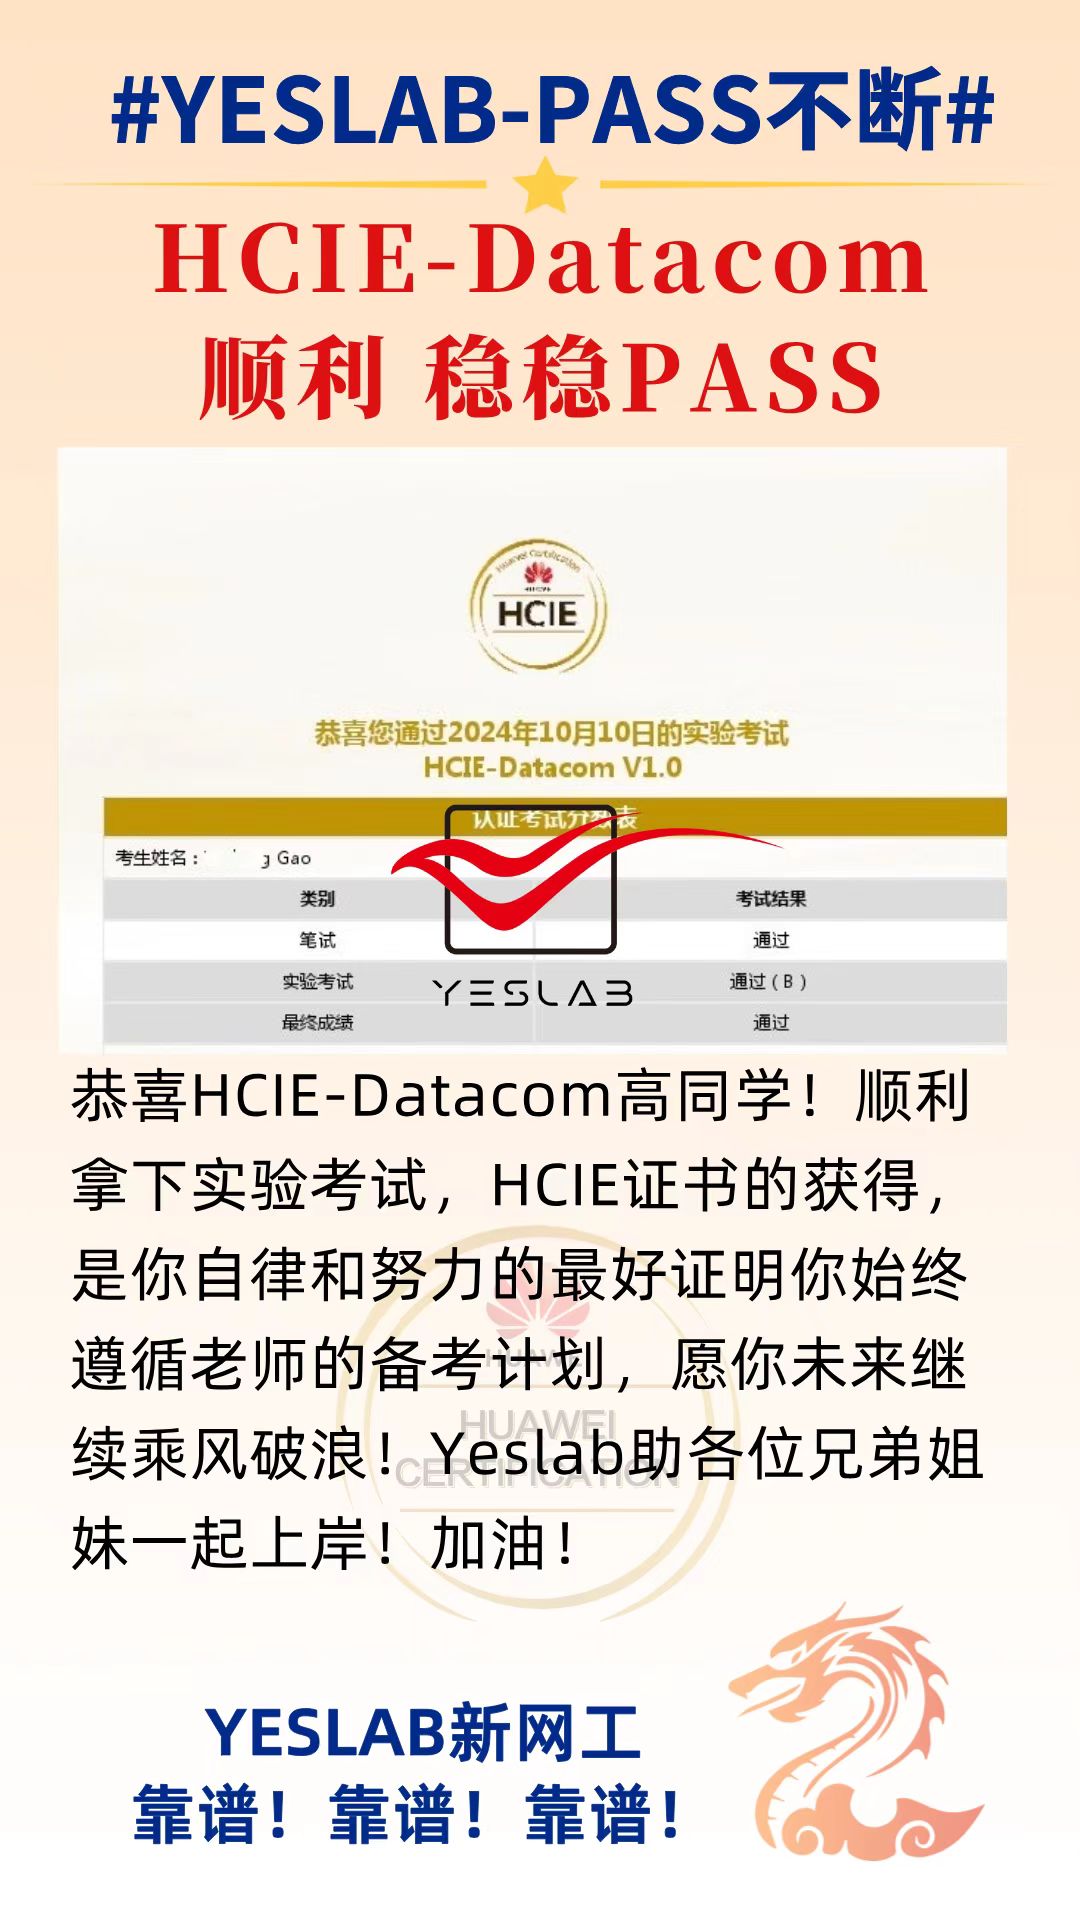 #YESLAB-PASS不断#
HCIE-Datacom
顺利 稳稳PASS
Huawei Certification
HUAWEI
HCIE
恭喜您通过2024年10月10日的实验考试
HCIE-Datacom V1.0
认证考试分数表
考生姓名: g Gao
类别 考试结果
笔试 通过
实验考试 通过 ( B )
最终成绩 通过
YESLAB
恭喜HCIE-Datacom高同学！顺利
拿下实验考试，HCIE证书的获得，
是你自律和努力的最好证明你始终
遵循老师的备考计划，愿你未来继
续乘风破浪！Yeslab助各位兄弟姐
妹一起上岸！加油！
HUAWEI
HUAWEI
CERTIFICATION
YESLAB新网工
靠谱！靠谱！靠谱！